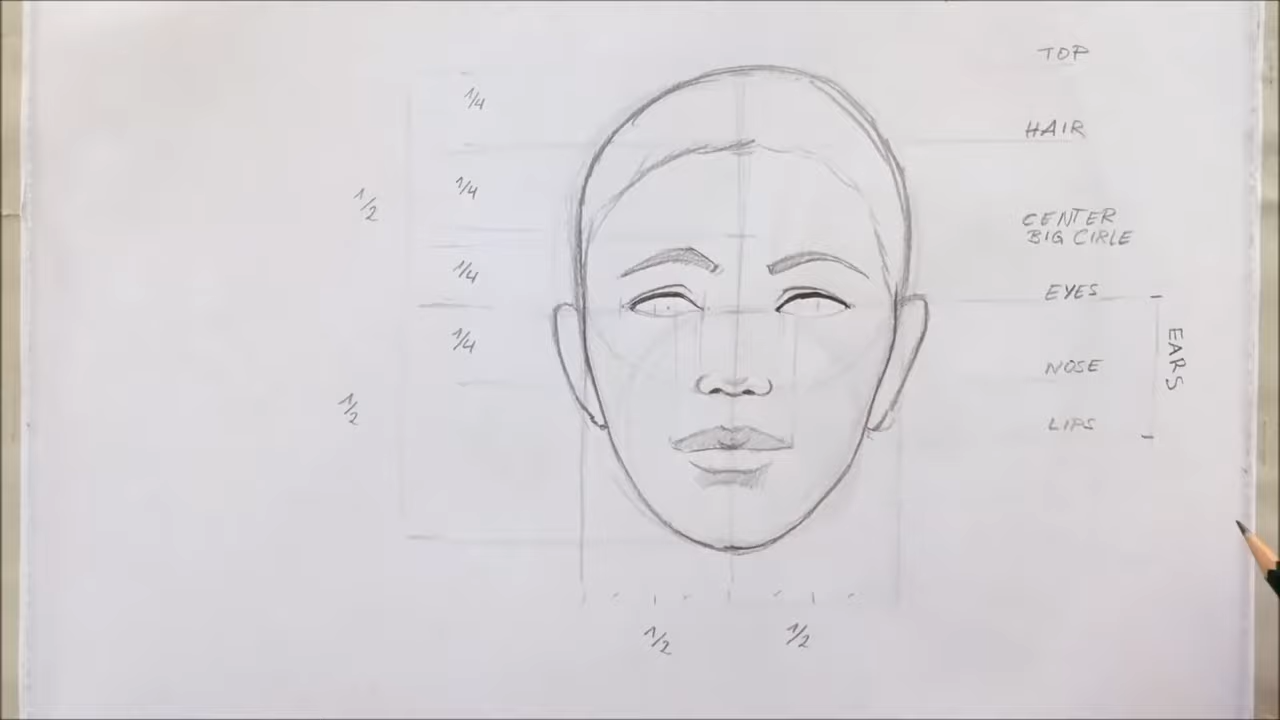 TOP
1/4
HAIR
1/4
1/2
CENTER
BIG CIRLE
1/4
EYES
1/4
EARS
NOSE
1/2
LIPS
1/2 1/2